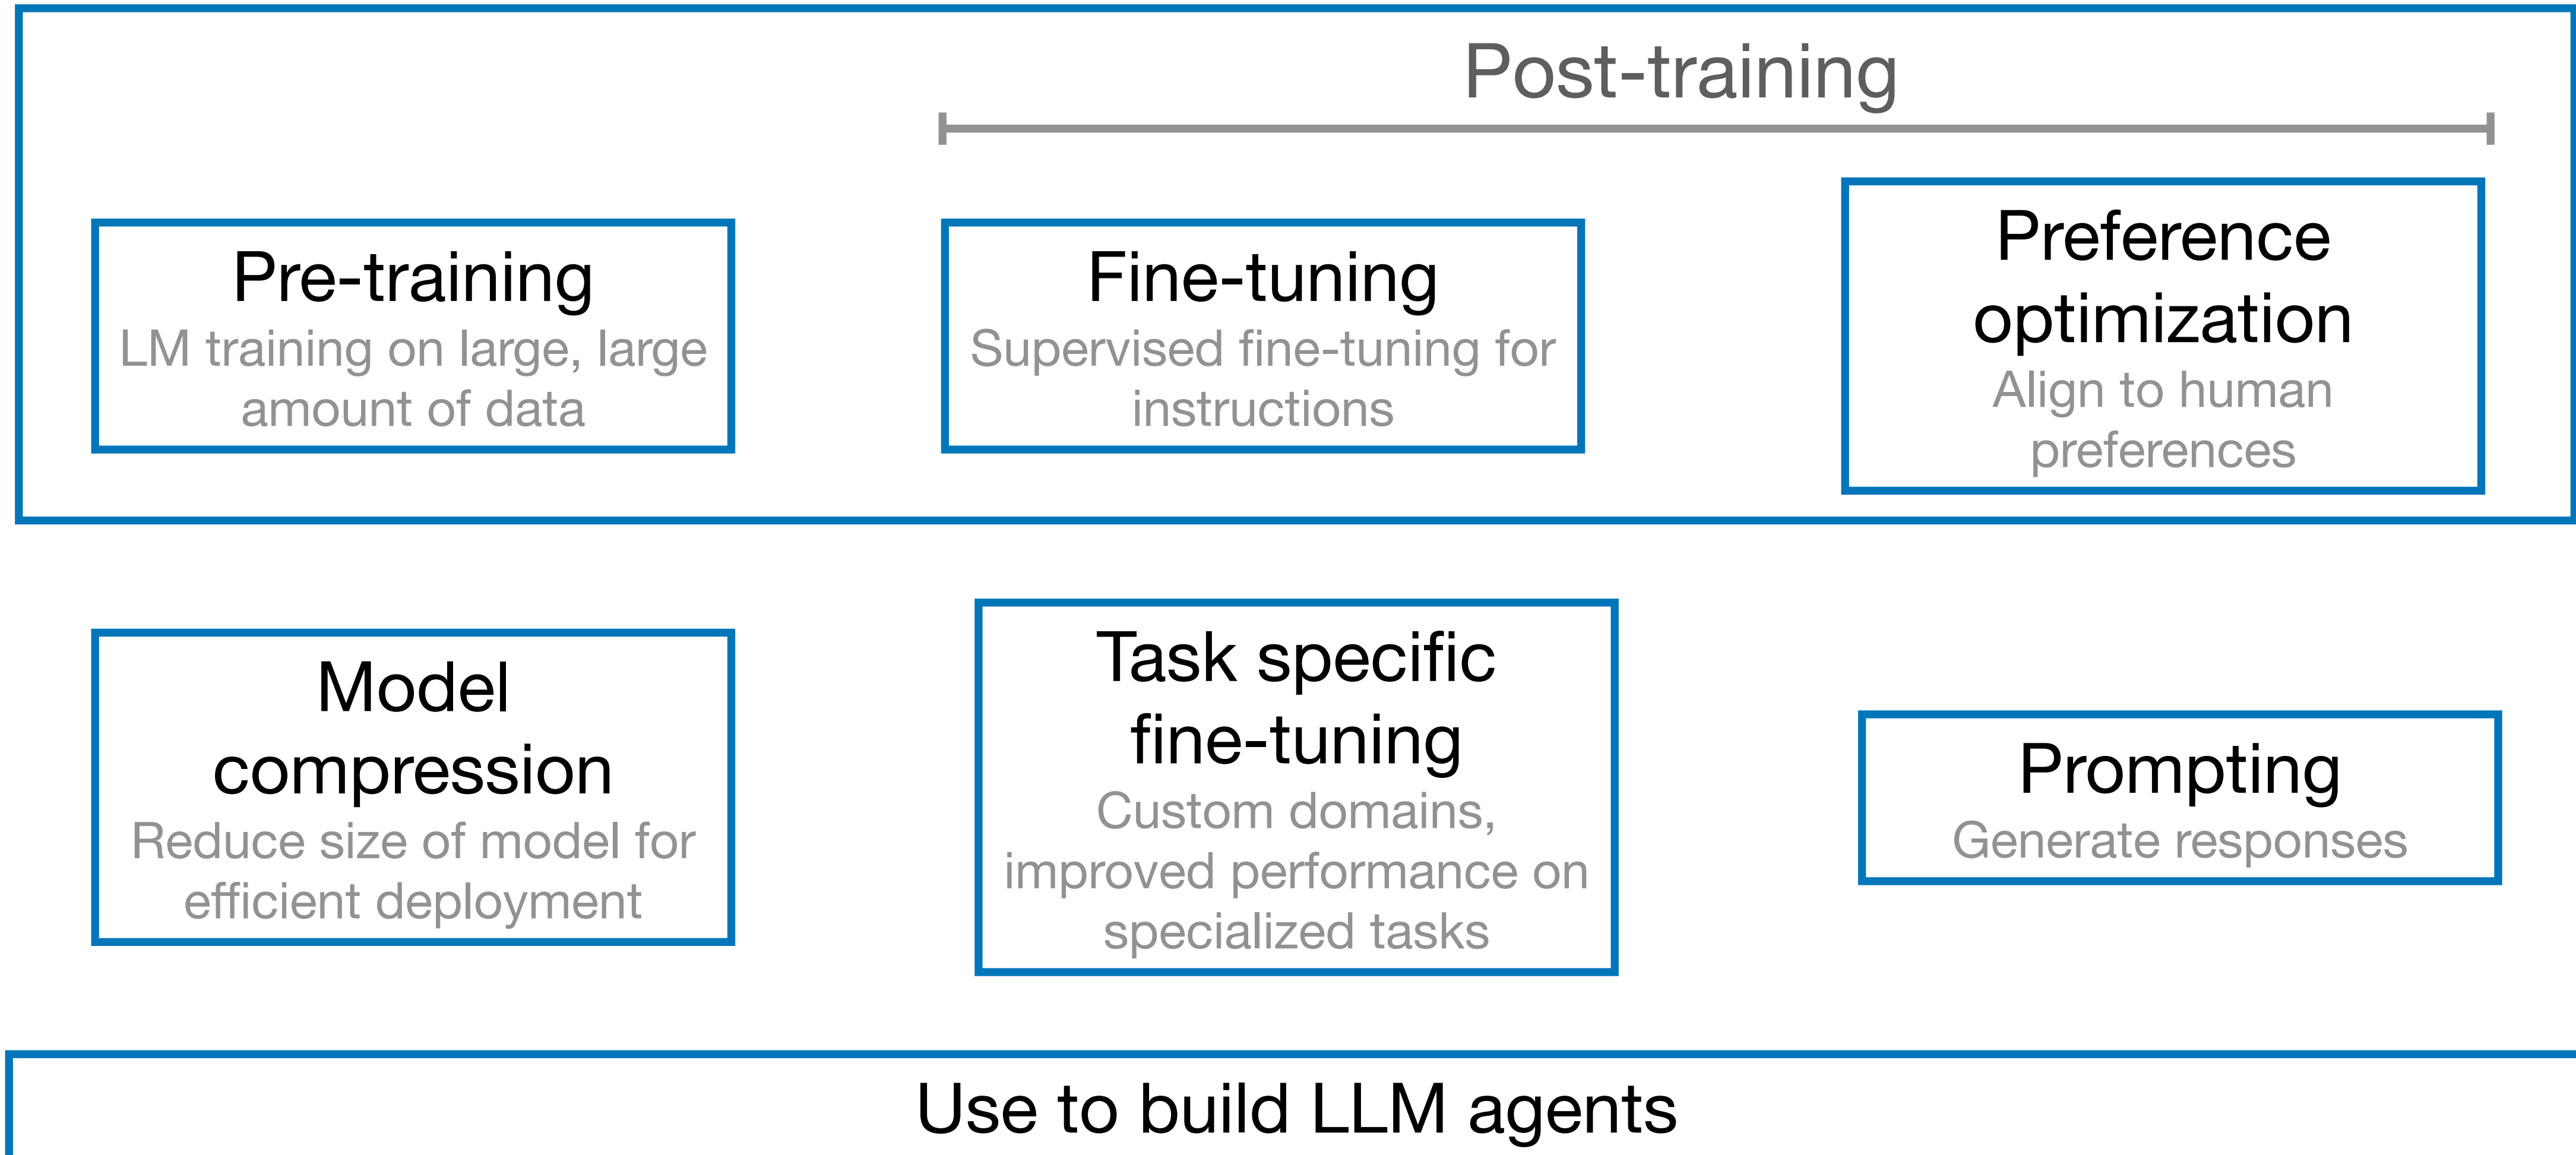 Post-training
Pre-training
LM training on large, large
amount of data
Fine-tuning
Supervised fine-tuning for
instructions
Preference
optimization
Align to human
preferences
Model
compression
Reduce size of model for
efficient deployment
Task specific
fine-tuning
Custom domains,
improved performance on
specialized tasks
Prompting
Generate responses
Use to build LLM agents